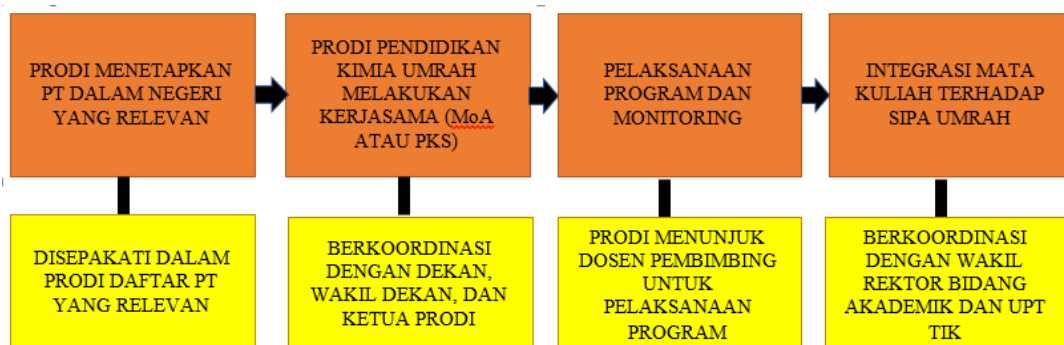 PRODI MENETAPKAN
PT DALAM NEGERI
YANG RELEVAN
PRODI PENDIDIKAN
KIMIA UMRAH
MELAKUKAN
KERJASAMA (MoA
ATAU PKS)
PELAKSANAAN
PROGRAM DAN
MONITORING
INTEGRASI MATA
KULIAH TERHADAP
SIPA UMRAH
DISEPAKATI DALAM
PRODI DAFTAR PT
YANG RELEVAN
BERKOORDINASI
DENGAN DEKAN,
WAKIL DEKAN, DAN
KETUA PRODI
PRODI MENUNJUK
DOSEN PEMBIMBING
UNTUK
PELAKSANAAN
PROGRAM
BERKOORDINASI
DENGAN WAKIL
REKTOR BIDANG
AKADEMIK DAN UPT
TIK